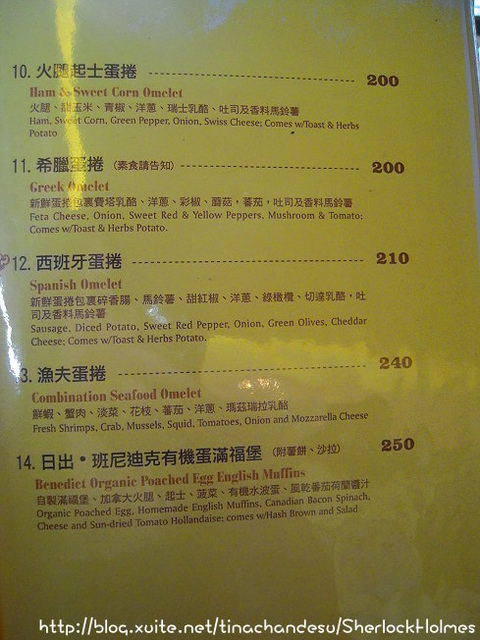 10. 火腿起士蛋捲 200
Ham & Sweet Corn Omelet
火腿、甜玉米、青椒、洋蔥、瑞士乳酪、吐司及香料馬鈴薯
Ham, Sweet Corn, Green Pepper, Onion, Swiss Cheese; Comes w/Toast & Herbs
Potato
11. 希臘蛋捲 (素食請告知) 200
Greek Omelet
新鮮蛋捲包裹費塔乳酪、洋蔥、彩椒、蘑菇，蕃茄，吐司及香料馬鈴薯
Feta Cheese, Onion, Sweet Red & Yellow Peppers, Mushroom & Tomato;
Comes w/Toast & Herbs Potato.
12. 西班牙蛋捲 210
Spanish Omelet
新鮮蛋捲包裹碎香腸、馬鈴薯、甜紅椒、洋蔥、綠橄欖、切達乳酪，吐
司及香料馬鈴薯
Sausage, Diced Potato, Sweet Red Pepper, Onion, Green Olives, Cheddar
Cheese; Comes w/Toast & Herbs Potato.
3. 漁夫蛋捲 240
Combination Seafood Omelet
鮮蝦、蟹肉、淡菜、花枝、蕃茄、洋蔥、瑪茲瑞拉乳酪
Fresh Shrimps, Crab, Mussels, Squid, Tomatoes, Onion and Mozzarella Cheese
14. 日出•班尼迪克有機蛋滿福堡 (附薯餅、沙拉) 250
Benedict Organic Poached Egg English Muffins
自製滿福堡、加拿大火腿、起士、菠菜、有機水波蛋、風乾蕃茄荷蘭醬汁
Organic Poached Egg, Homemade English Muffins, Canadian Bacon Spinach,
Cheese and Sun-dried Tomato Hollandaise; comes w/Hash Brown and Salad
http://blog.xuite.net/tinachandesu/SherlockHolmes